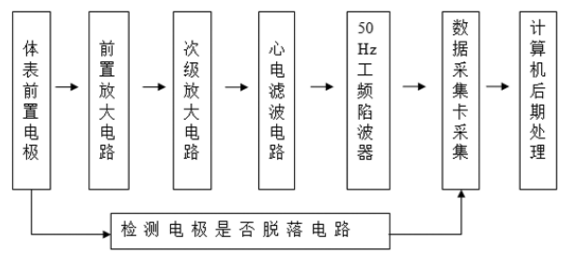 体表前置电极
前置放大电路
次级放大电路
心电滤波电路
50
Hz
工频陷波器
数据采集卡采集
计算机后期处理
检测电极是否脱落电路